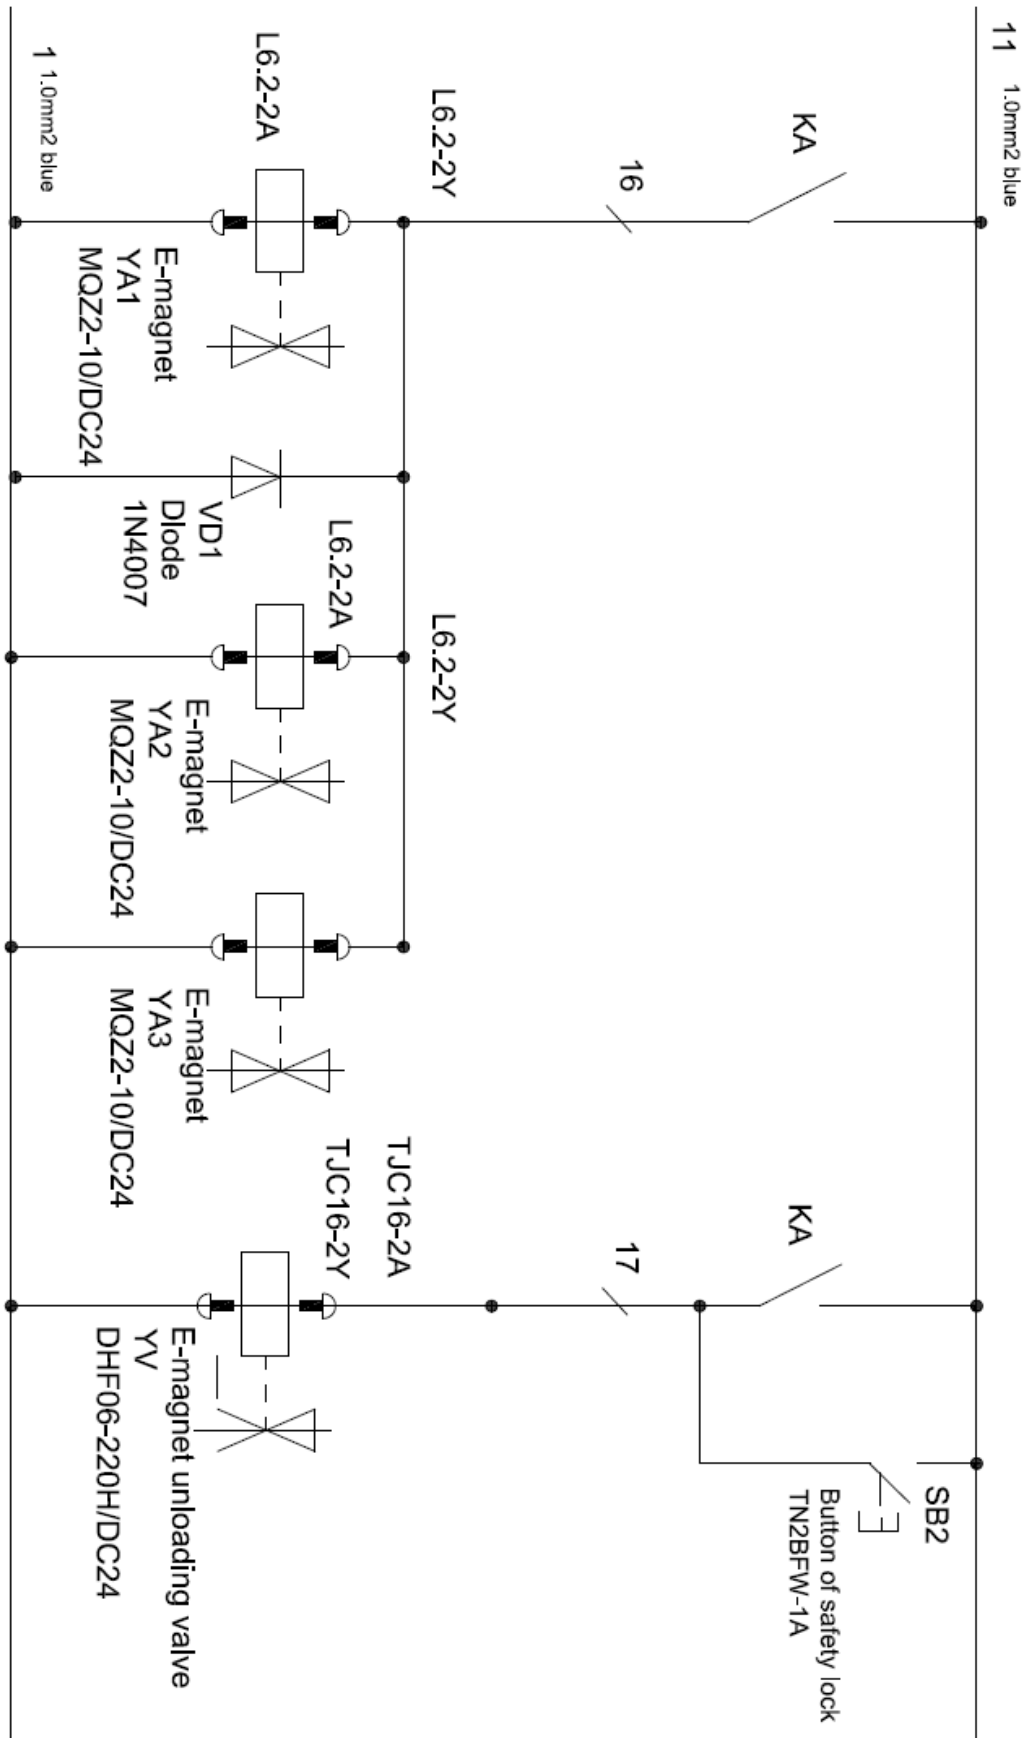 11 1.0mm2 blue
KA
KA
SB2
Button of safety lock
TN2BFW-1A
16
17
L6.2-2Y
L6.2-2Y
TJC16-2A
L6.2-2A
L6.2-2A
TJC16-2Y
E-magnet
YA1
MQZ2-10/DC24
VD1
DIode
1N4007
E-magnet
YA2
MQZ2-10/DC24
E-magnet
YA3
MQZ2-10/DC24
E-magnet unloading valve
YV
DHF06-220H/DC24
1 1.0mm2 blue